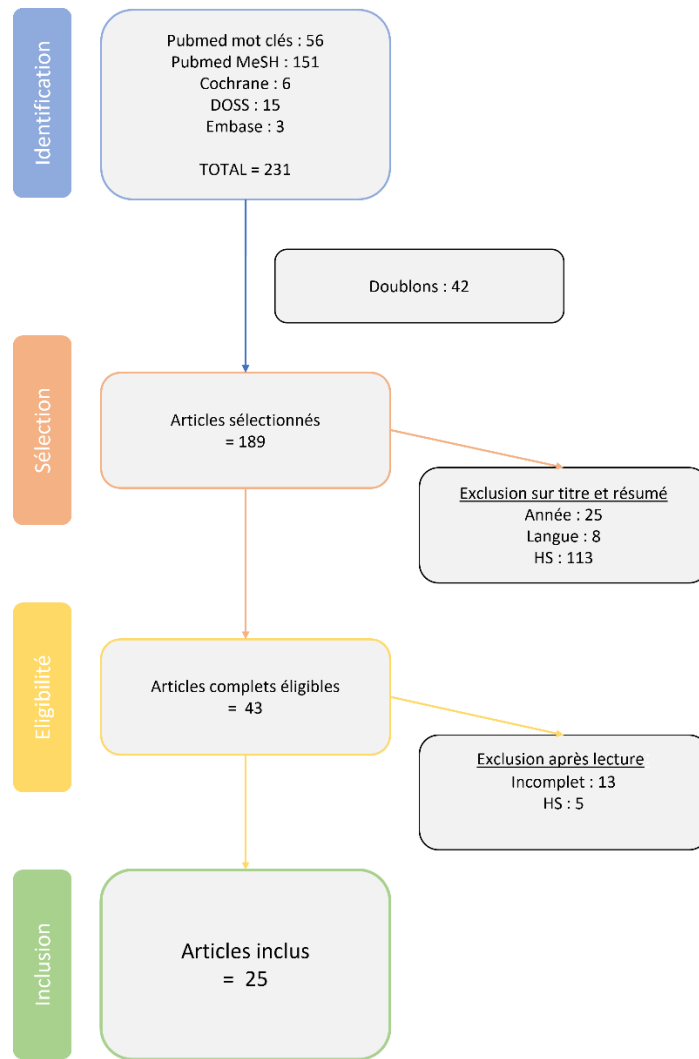 Identification
Pubmed mot clés : 56
Pubmed MeSH : 151
Cochrane : 6
DOSS : 15
Embase : 3
TOTAL = 231
Doublons : 42
Sélection
Articles sélectionnés
= 189
Exclusion sur titre et résumé
Année : 25
Langue : 8
HS : 113
Eligibilité
Articles complets éligibles
= 43
Exclusion après lecture
Incomplet : 13
HS : 5
Inclusion
Articles inclus
= 25